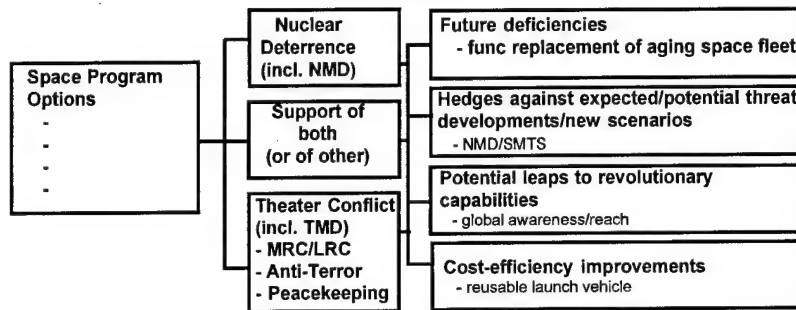 Space Program
Options
-
-
-
-
Nuclear
Deterrence
(incl. NMD)
Support of
both
(or of other)
Theater Conflict
(incl. TMD)
- MRC/LRC
- Anti-Terror
- Peacekeeping
Future deficiencies
- func replacement of aging space fleet
Hedges against expected/potential threat
developments/new scenarios
- NMD/SMTS
Potential leaps to revolutionary
capabilities
- global awareness/reach
Cost-efficiency improvements
- reusable launch vehicle